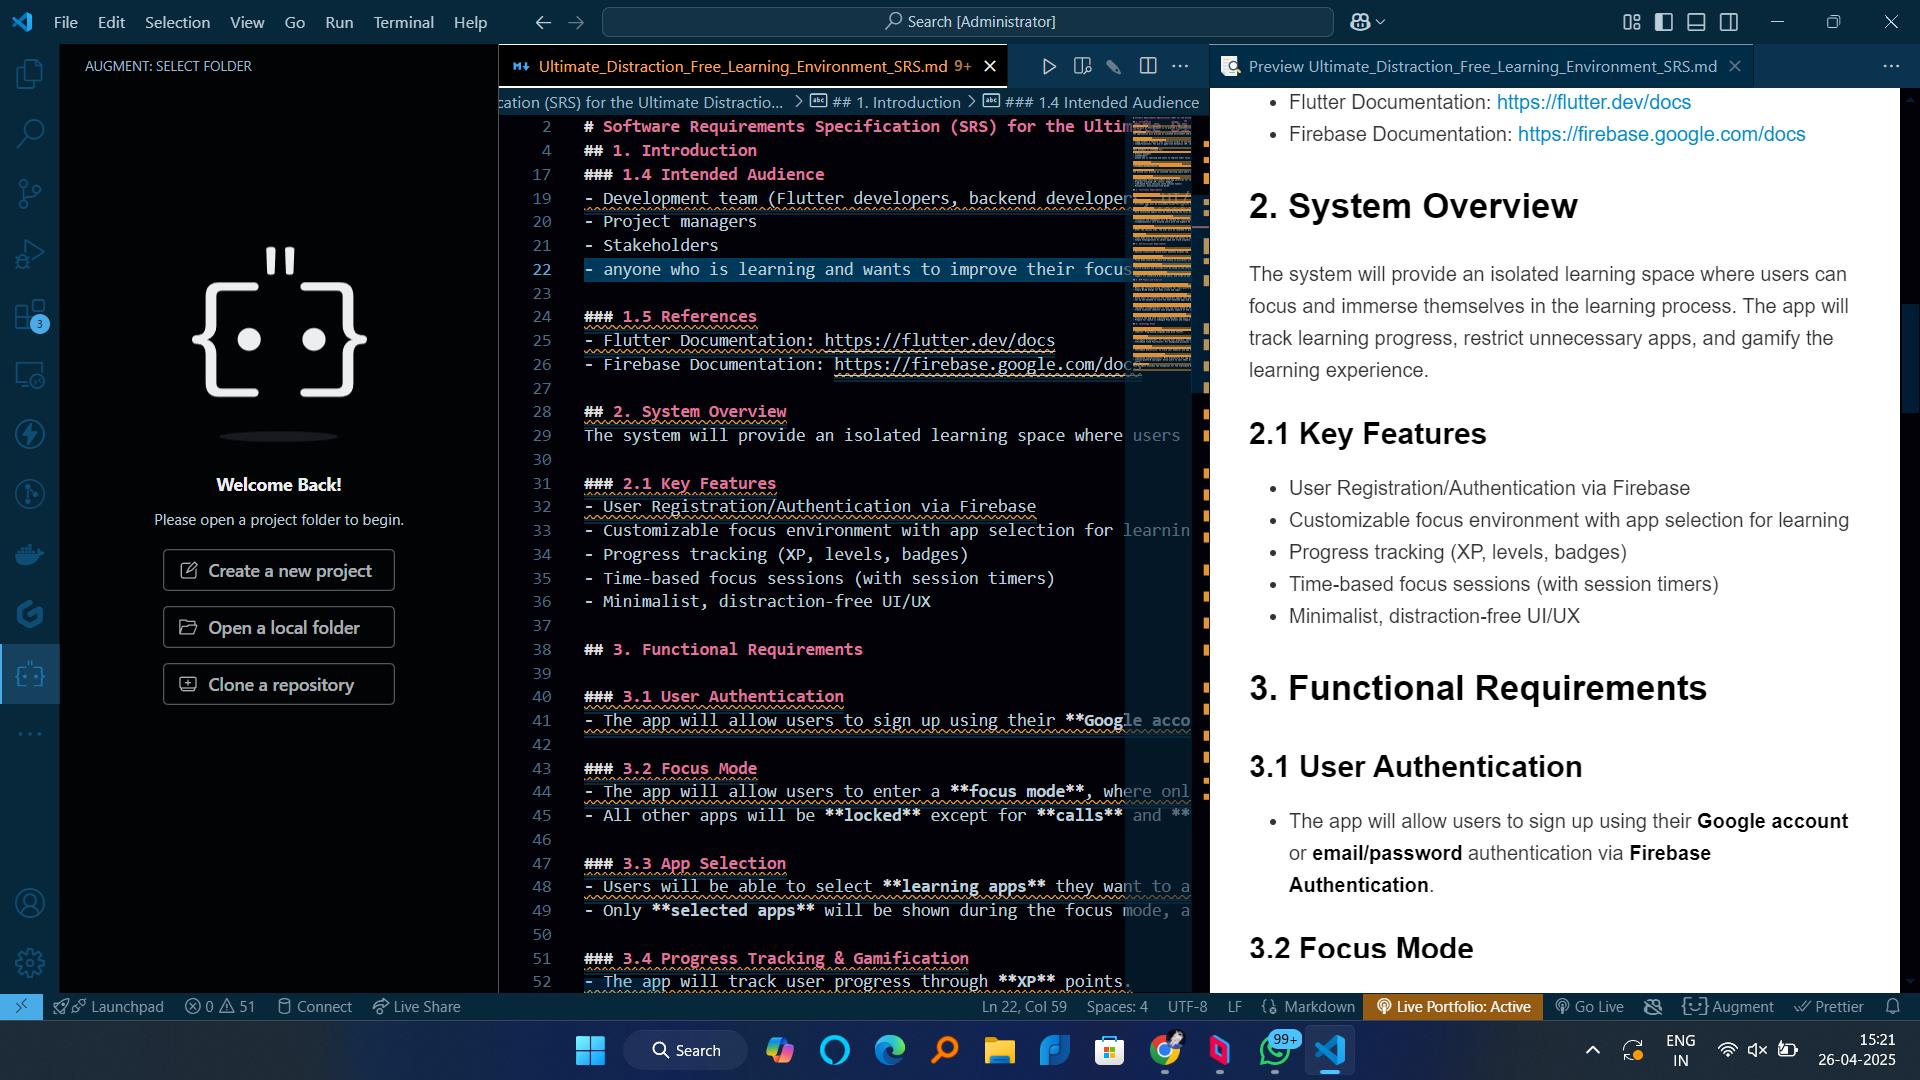 File Edit Selection View Go Run Terminal Help
Search [Administrator]
AUGMENT: SELECT FOLDER
Welcome Back!
Please open a project folder to begin.
Create a new project
Open a local folder
Clone a repository
3
Ultimate_Distraction_Free_Learning_Environment_SRS.md 9+
cation (SRS) for the Ultimate Distractio... > ## 1. Introduction > ### 1.4 Intended Audience
2 # Software Requirements Specification (SRS) for the Ultim
4 ## 1. Introduction
17 ### 1.4 Intended Audience
19 - Development team (Flutter developers, backend developer
20 - Project managers
21 - Stakeholders
22 - anyone who is learning and wants to improve their focus
23
24 ### 1.5 References
25 - Flutter Documentation: https://flutter.dev/docs
26 - Firebase Documentation: https://firebase.google.com/doc
27
28 ## 2. System Overview
29 The system will provide an isolated learning space where users
30
31 ### 2.1 Key Features
32 - User Registration/Authentication via Firebase
33 - Customizable focus environment with app selection for learnin
34 - Progress tracking (XP, levels, badges)
35 - Time-based focus sessions (with session timers)
36 - Minimalist, distraction-free UI/UX
37
38 ## 3. Functional Requirements
39
40 ### 3.1 User Authentication
41 - The app will allow users to sign up using their **Google acco
42
43 ### 3.2 Focus Mode
44 - The app will allow users to enter a **focus mode**, where onl
45 - All other apps will be **locked** except for **calls** and **
46
47 ### 3.3 App Selection
48 - Users will be able to select **learning apps** they want to a
49 - Only **selected apps** will be shown during the focus mode, a
50
51 ### 3.4 Progress Tracking & Gamification
52 - The app will track user progress through **XP** points.
Preview Ultimate_Distraction_Free_Learning_Environment_SRS.md
• Flutter Documentation: https://flutter.dev/docs
• Firebase Documentation: https://firebase.google.com/docs
2. System Overview
The system will provide an isolated learning space where users can
focus and immerse themselves in the learning process. The app will
track learning progress, restrict unnecessary apps, and gamify the
learning experience.
2.1 Key Features
• User Registration/Authentication via Firebase
• Customizable focus environment with app selection for learning
• Progress tracking (XP, levels, badges)
• Time-based focus sessions (with session timers)
• Minimalist, distraction-free UI/UX
3. Functional Requirements
3.1 User Authentication
• The app will allow users to sign up using their Google account
or email/password authentication via Firebase
Authentication.
3.2 Focus Mode
Launchpad 0 51 Connect Live Share
Ln 22, Col 59 Spaces: 4 UTF-8 LF Markdown Live Portfolio: Active Go Live Augment Prettier
Search
99+
ENG
IN
15:21
26-04-2025